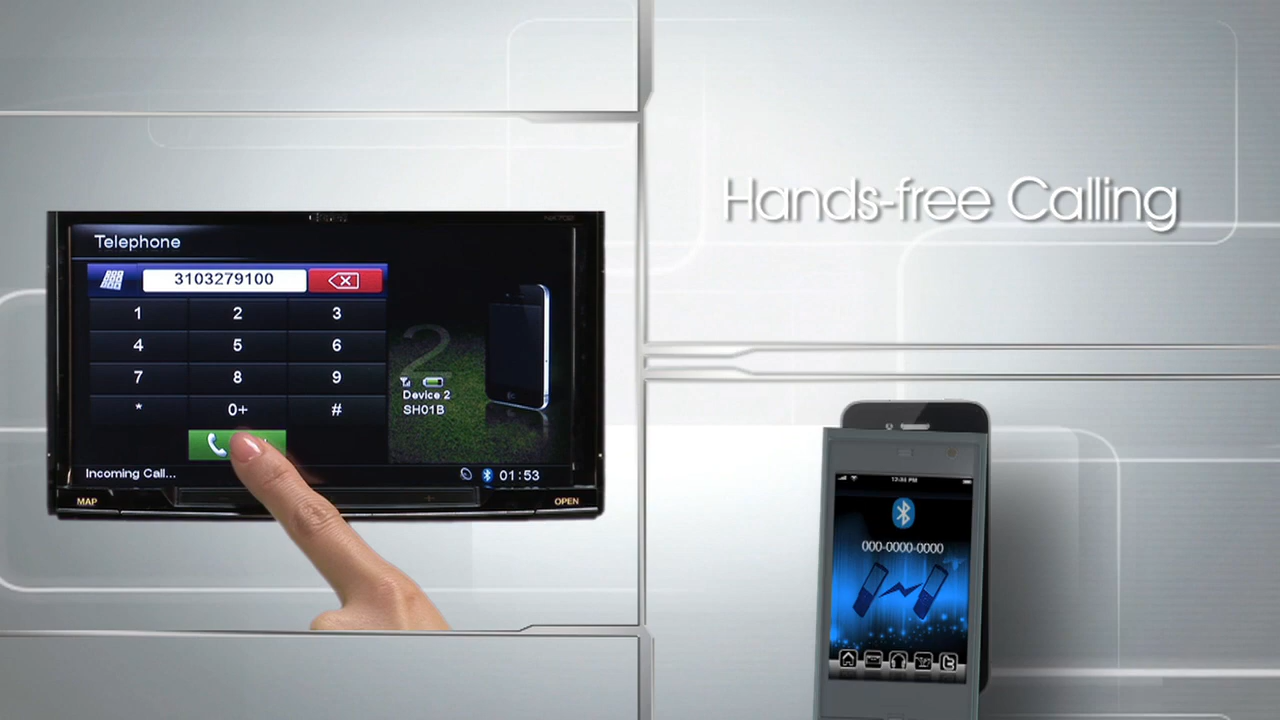 Hands-free Calling
Telephone
3103279100
1 2 3
4 5 6
7 8 9
* 0+ #
2
Device 2
SH01B
Incoming Call...
01:53
MAP
OPEN
000-0000-0000